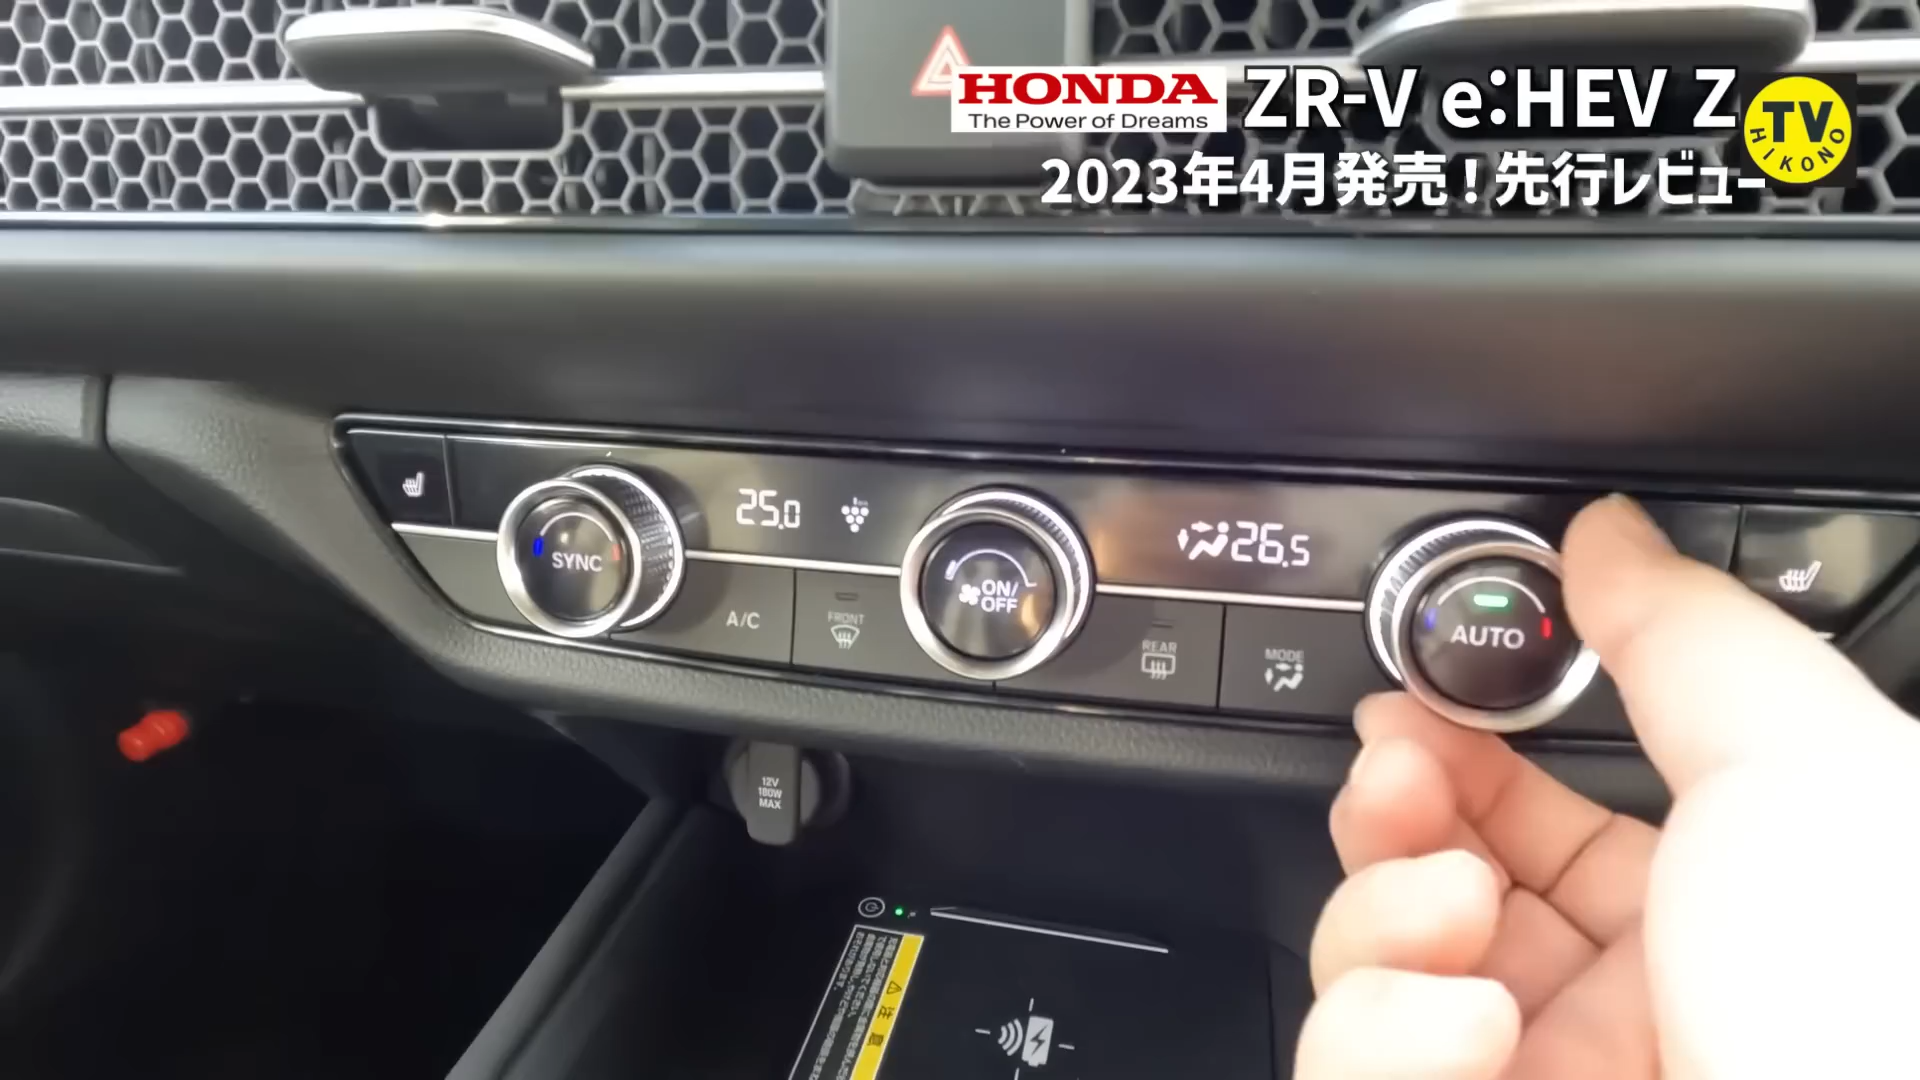 HONDA
The Power of Dreams
ZR-V e:HEV Z
TV
HIKONO
2023年4月発売!先行レビュー
SYNC
25.0
ON/
OFF
26.5
AUTO
A/C
FRONT
REAR
MODE
12V
180W
MAX
注意